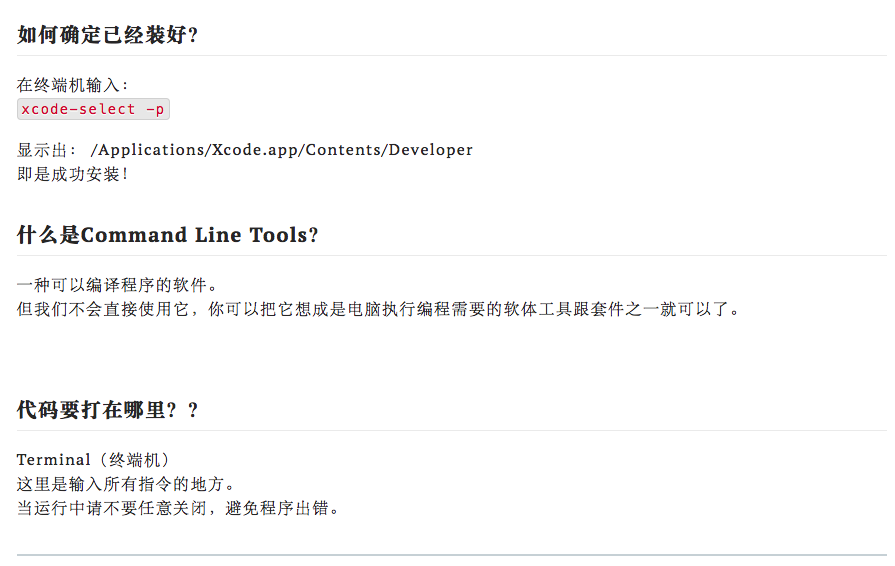 如何确定已经装好？
在终端机输入：
xcode-select -p
显示出： /Applications/Xcode.app/Contents/Developer
即是成功安装！
什么是Command Line Tools？
一种可以编译程序的软件。
但我们不会直接使用它，你可以把它想成是电脑执行编程需要的软体工具跟套件之一就可以了。
代码要打在哪里？？
Terminal（终端机）
这里是输入所有指令的地方。
当运行中请不要任意关闭，避免程序出错。